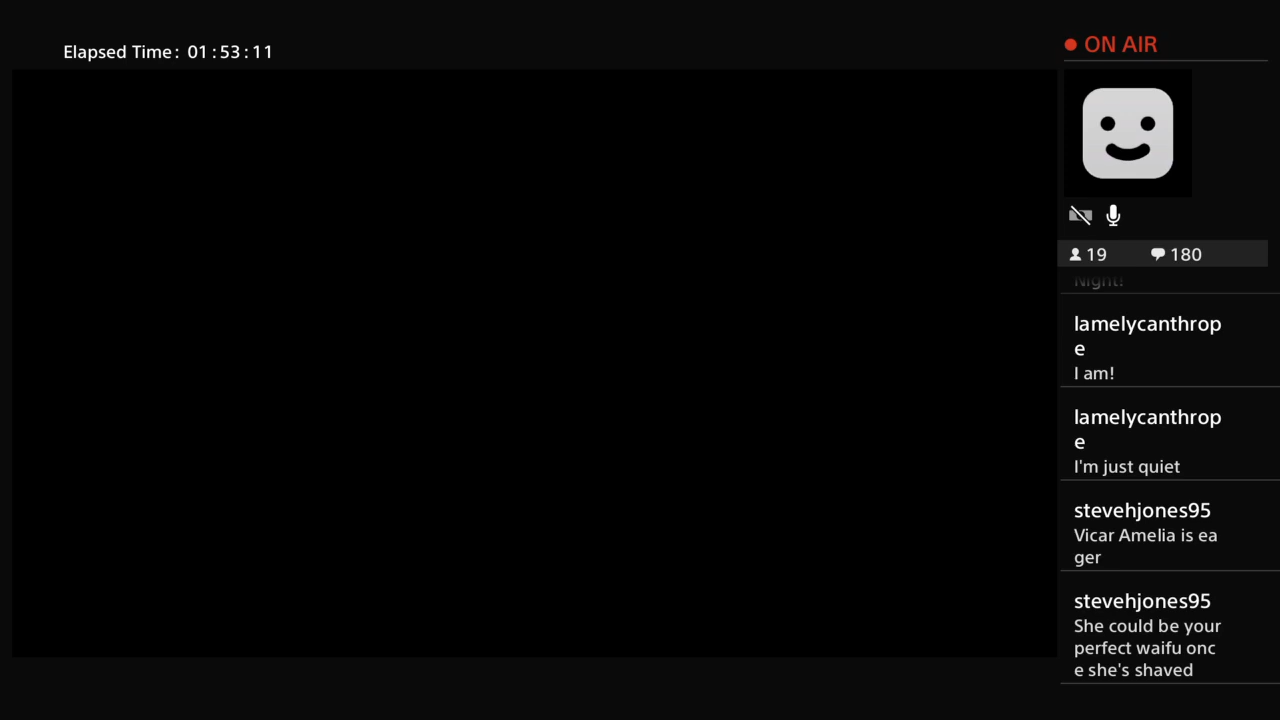 Elapsed Time: 01:53:11
ON AIR
19 180
Night!
lamelycanthrop
e
I am!
lamelycanthrop
e
I'm just quiet
stevehjones95
Vicar Amelia is ea
ger
stevehjones95
She could be your
perfect waifu onc
e she's shaved